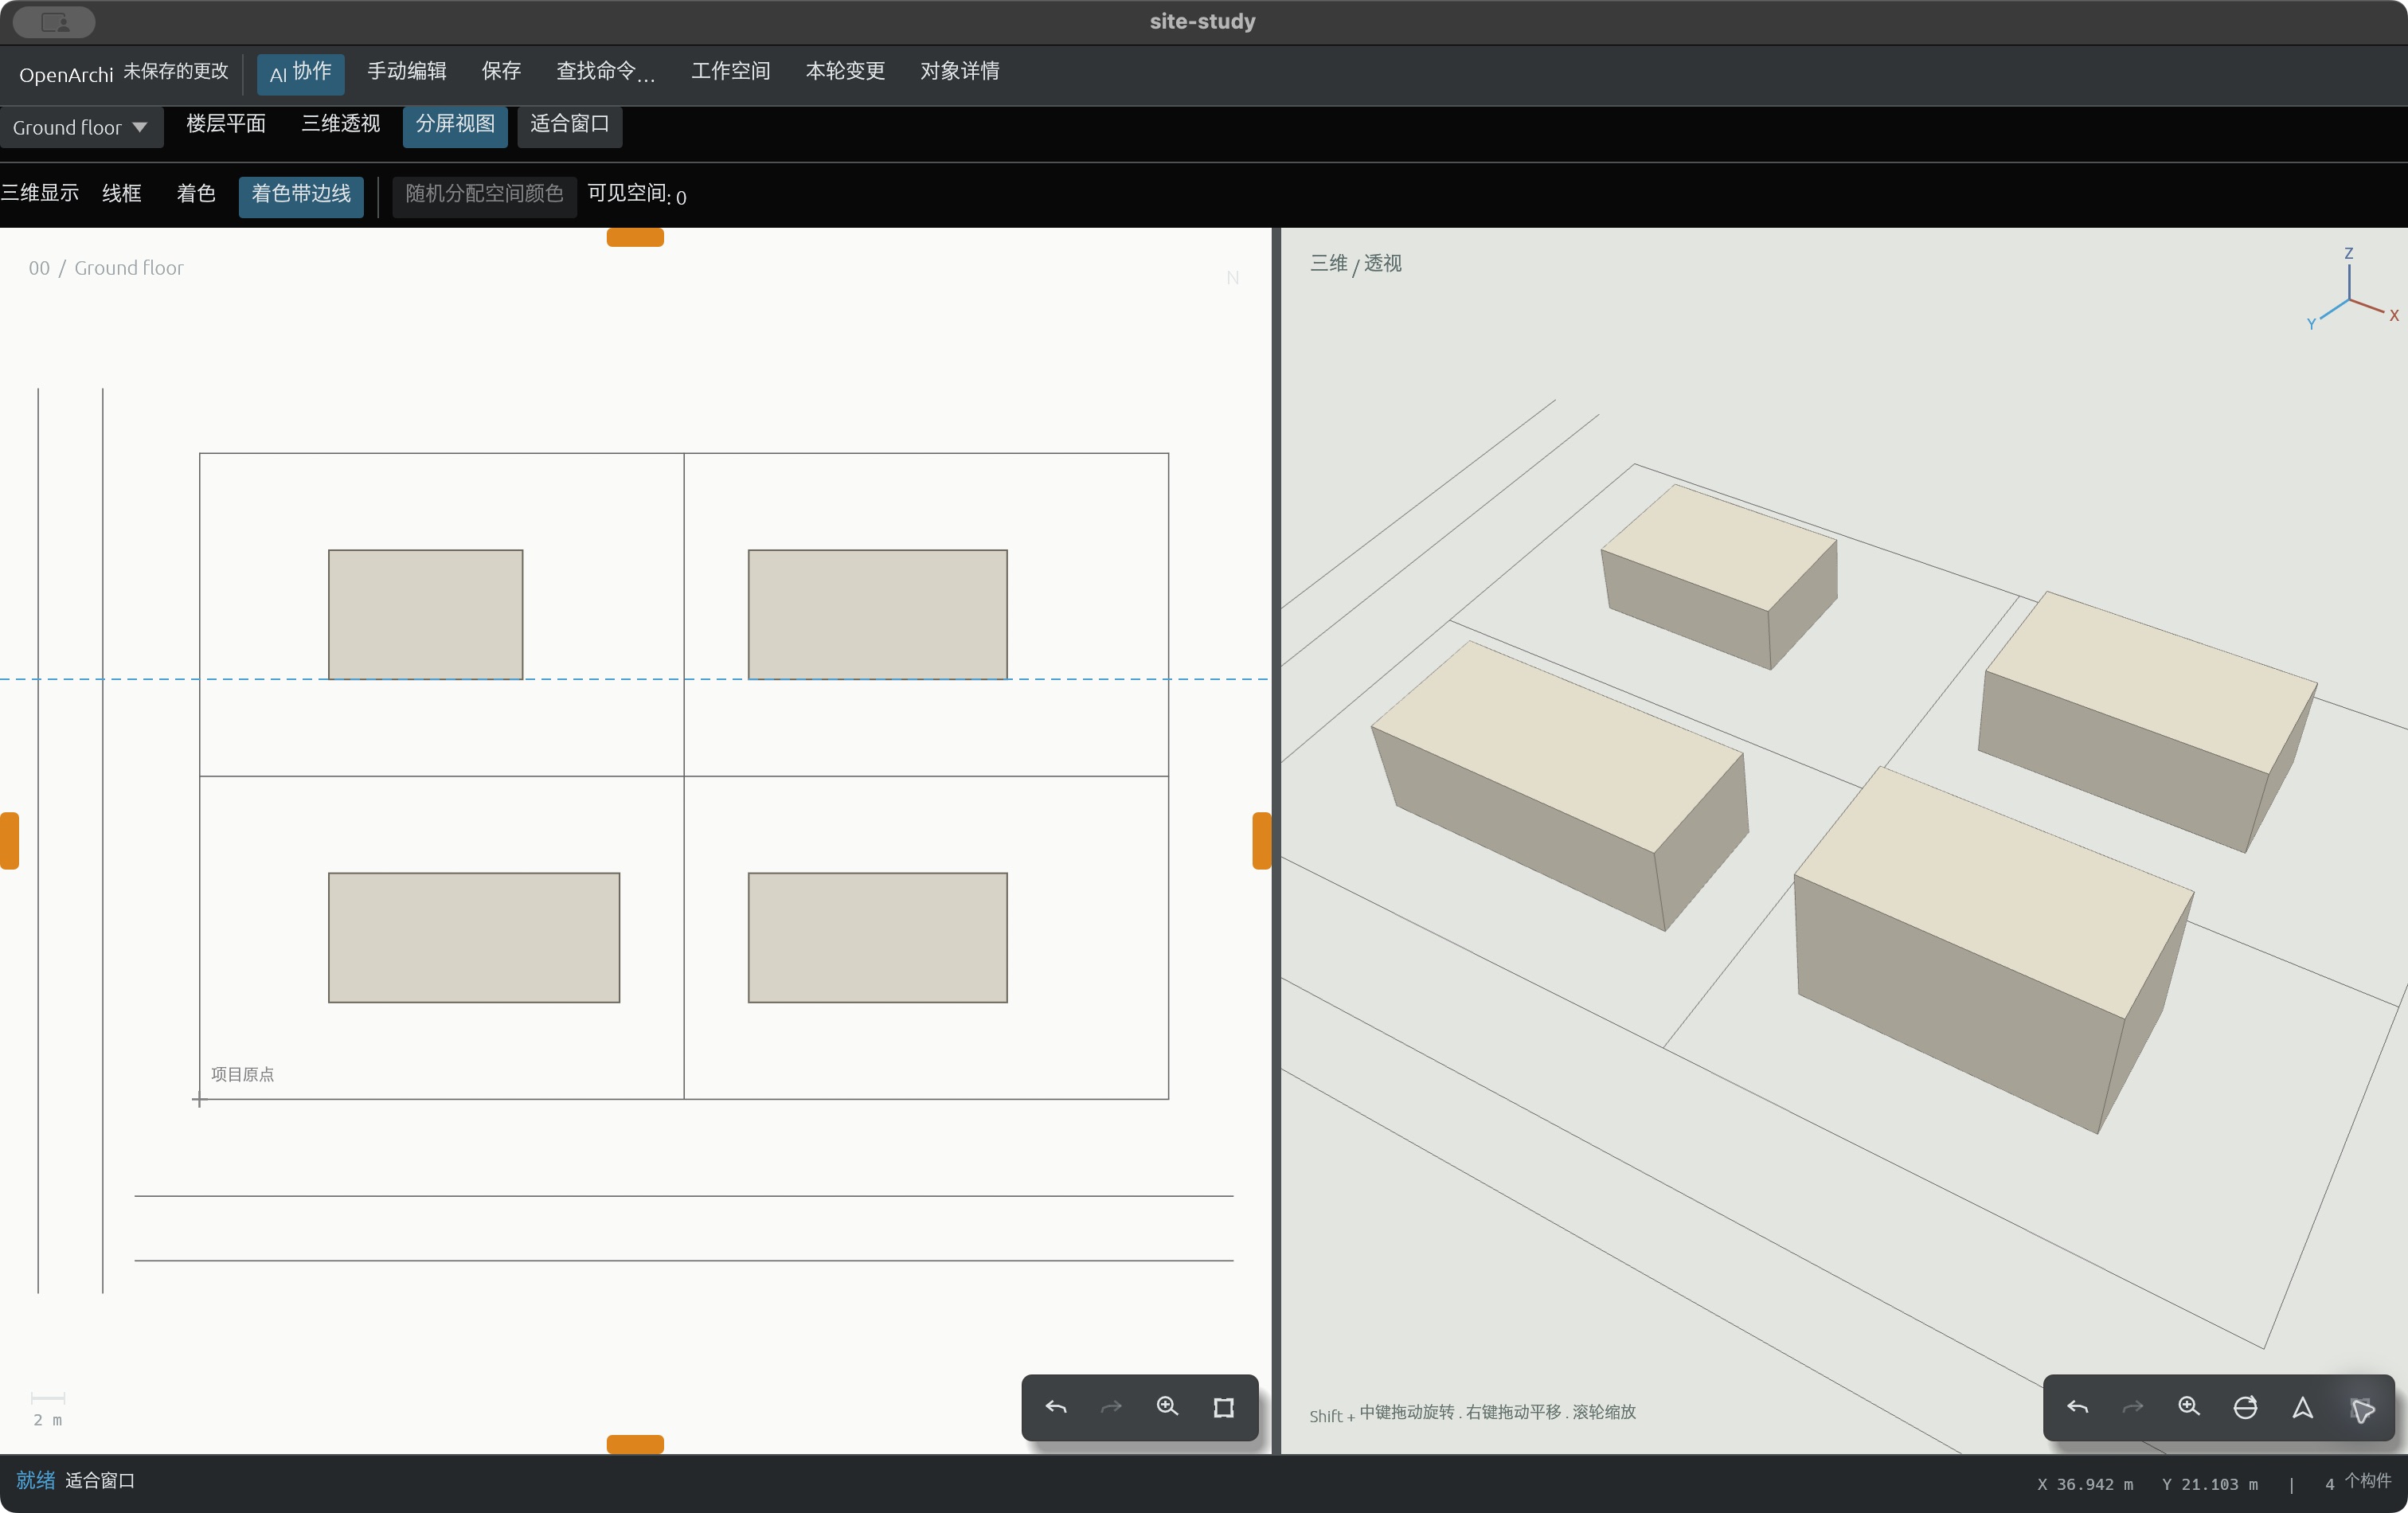 site-study
OpenArchi 未保存的更改 AI 协作 手动编辑 保存 查找命令... 工作空间 本轮变更 对象详情
Ground floor 楼层平面 三维透视 分屏视图 适合窗口
三维显示 线框 着色 着色带边线 随机分配空间颜色 可见空间: 0
00 / Ground floor
N
三维 / 透视
Z
Y
X
项目原点
2 m
Shift + 中键拖动旋转 . 右键拖动平移 . 滚轮缩放
就绪 适合窗口
X 36.942 m Y 21.103 m | 4 个构件